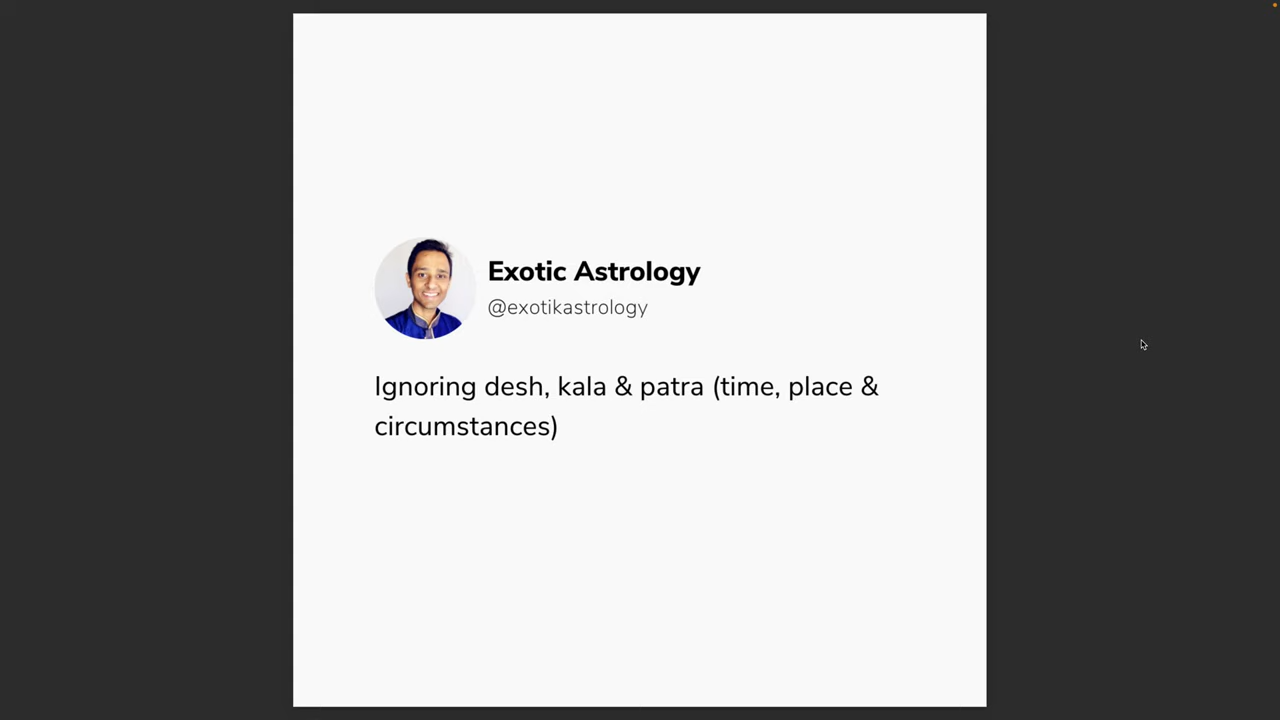 Exotic Astrology
@exotikastrology
Ignoring desh, kala & patra (time, place &
circumstances)